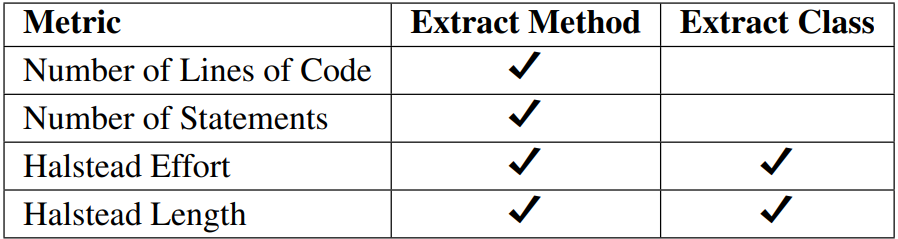 Metric Extract Method Extract Class
Number of Lines of Code ✓
Number of Statements ✓
Halstead Effort ✓ ✓
Halstead Length ✓ ✓